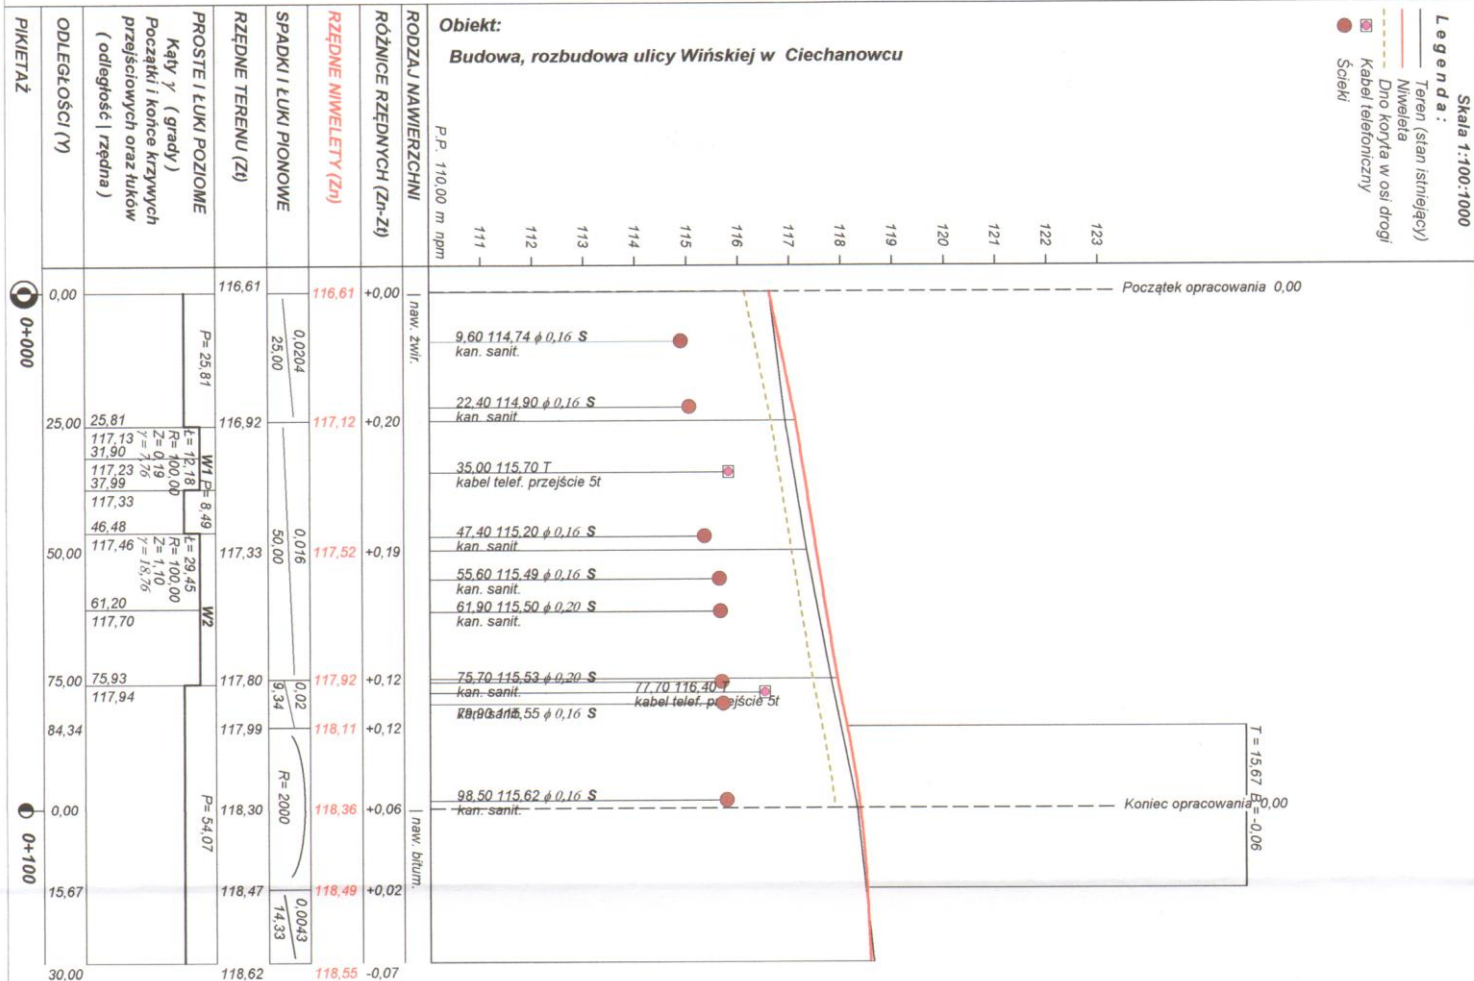 Skala 1:100:1000
Legenda:
Teren (stan istniejący)
Niweleta
Dno koryta w osi drogi
Kabel telefoniczny
Ścieki
Obiekt:
Budowa, rozbudowa ulicy Wińskiej w Ciechanowcu
123
122
121
120
119
118
117
116
115
114
113
112
111
P.P. 110,00 m npm
Początek opracowania 0,00
Koniec opracowania 0,00
T = 15,67 B = -0,06
9,60 114,74 ϕ 0,16 S
kan. sanit.
22,40 114,90 ϕ 0,16 S
kan. sanit.
35,00 115,70 T
kabel telef. przejście 5t
47,40 115,20 ϕ 0,16 S
kan. sanit.
55,60 115,49 ϕ 0,16 S
kan. sanit.
61,90 115,50 ϕ 0,20 S
kan. sanit.
75,70 115,53 ϕ 0,20 S
kan. sanit.
77,70 116,40 T
kabel telef. przejście 5t
79,90 115,55 ϕ 0,16 S
kan. sanit.
98,50 115,62 ϕ 0,16 S
kan. sanit.
RODZAJ NAWIERZCHNI
naw. żwir.
naw. bitum.
RÓŻNICE RZĘDNYCH (Zn-Zt)
+0,00
+0,20
+0,19
+0,12
+0,12
+0,06
+0,02
-0,07
RZĘDNE NIWELETY (Zn)
116,61
117,12
117,52
117,92
118,11
118,36
118,49
118,55
SPADKI I ŁUKI PIONOWE
0,0204
25,00
0,016
50,00
0,02
9,34
R= 2000
0,0043
14,33
RZĘDNE TERENU (Zt)
116,61
116,92
117,33
117,80
117,99
118,30
118,47
118,62
PROSTE I ŁUKI POZIOME
Kąty γ (grady)
Początki i końce krzywych
przejściowych oraz łuków
(odległość | rzędna)
P= 25,81
W1
Ł= 12,18
R= 100,00
Z= 0,19
γ= 7,76
P= 8,49
W2
Ł= 29,45
R= 100,00
Z= 1,10
γ= 18,76
P= 54,07
25,81
117,13
31,90
117,23
37,99
117,33
46,48
117,46
61,20
117,70
75,93
117,94
ODLEGŁOŚCI (Y)
0,00
25,00
50,00
75,00
84,34
0,00
15,67
30,00
PIKIETAŻ
0+000
0+100